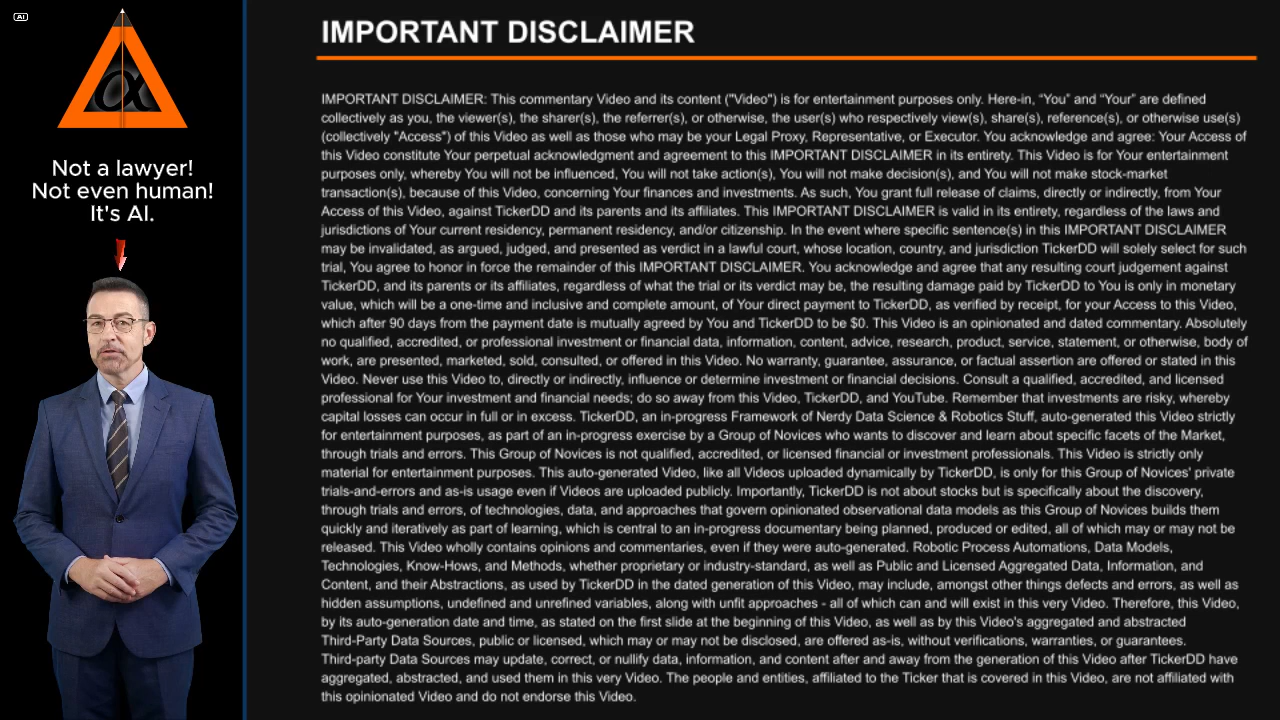 AI
α
Not a lawyer!
Not even human!
It's AI.
IMPORTANT DISCLAIMER
IMPORTANT DISCLAIMER: This commentary Video and its content ("Video") is for entertainment purposes only. Here-in, “You” and “Your” are defined
collectively as you, the viewer(s), the sharer(s), the referrer(s), or otherwise, the user(s) who respectively view(s), share(s), reference(s), or otherwise use(s)
(collectively "Access") of this Video as well as those who may be your Legal Proxy, Representative, or Executor. You acknowledge and agree: Your Access of
this Video constitute Your perpetual acknowledgment and agreement to this IMPORTANT DISCLAIMER in its entirety. This Video is for Your entertainment
purposes only, whereby You will not be influenced, You will not take action(s), You will not make decision(s), and You will not make stock-market
transaction(s), because of this Video, concerning Your finances and investments. As such, You grant full release of claims, directly or indirectly, from Your
Access of this Video, against TickerDD and its parents and its affiliates. This IMPORTANT DISCLAIMER is valid in its entirety, regardless of the laws and
jurisdictions of Your current residency, permanent residency, and/or citizenship. In the event where specific sentence(s) in this IMPORTANT DISCLAIMER
may be invalidated, as argued, judged, and presented as verdict in a lawful court, whose location, country, and jurisdiction TickerDD will solely select for such
trial, You agree to honor in force the remainder of this IMPORTANT DISCLAIMER. You acknowledge and agree that any resulting court judgement against
TickerDD, and its parents or its affiliates, regardless of what the trial or its verdict may be, the resulting damage paid by TickerDD to You is only in monetary
value, which will be a one-time and inclusive and complete amount, of Your direct payment to TickerDD, as verified by receipt, for your Access to this Video,
which after 90 days from the payment date is mutually agreed by You and TickerDD to be $0. This Video is an opinionated and dated commentary. Absolutely
no qualified, accredited, or professional investment or financial data, information, content, advice, research, product, service, statement, or otherwise, body of
work, are presented, marketed, sold, consulted, or offered in this Video. No warranty, guarantee, assurance, or factual assertion are offered or stated in this
Video. Never use this Video to, directly or indirectly, influence or determine investment or financial decisions. Consult a qualified, accredited, and licensed
professional for Your investment and financial needs; do so away from this Video, TickerDD, and YouTube. Remember that investments are risky, whereby
capital losses can occur in full or in excess. TickerDD, an in-progress Framework of Nerdy Data Science & Robotics Stuff, auto-generated this Video strictly
for entertainment purposes, as part of an in-progress exercise by a Group of Novices who wants to discover and learn about specific facets of the Market,
through trials and errors. This Group of Novices is not qualified, accredited, or licensed financial or investment professionals. This Video is strictly only
material for entertainment purposes. This auto-generated Video, like all Videos uploaded dynamically by TickerDD, is only for this Group of Novices' private
trials-and-errors and as-is usage even if Videos are uploaded publicly. Importantly, TickerDD is not about stocks but is specifically about the discovery,
through trials and errors, of technologies, data, and approaches that govern opinionated observational data models as this Group of Novices builds them
quickly and iteratively as part of learning, which is central to an in-progress documentary being planned, produced or edited, all of which may or may not be
released. This Video wholly contains opinions and commentaries, even if they were auto-generated. Robotic Process Automations, Data Models,
Technologies, Know-Hows, and Methods, whether proprietary or industry-standard, as well as Public and Licensed Aggregated Data, Information, and
Content, and their Abstractions, as used by TickerDD in the dated generation of this Video, may include, amongst other things defects and errors, as well as
hidden assumptions, undefined and unrefined variables, along with unfit approaches - all of which can and will exist in this very Video. Therefore, this Video,
by its auto-generation date and time, as stated on the first slide at the beginning of this Video, as well as by this Video's aggregated and abstracted
Third-Party Data Sources, public or licensed, which may or may not be disclosed, are offered as-is, without verifications, warranties, or guarantees.
Third-party Data Sources may update, correct, or nullify data, information, and content after and away from the generation of this Video after TickerDD have
aggregated, abstracted, and used them in this very Video. The people and entities, affiliated to the Ticker that is covered in this Video, are not affiliated with
this opinionated Video and do not endorse this Video.